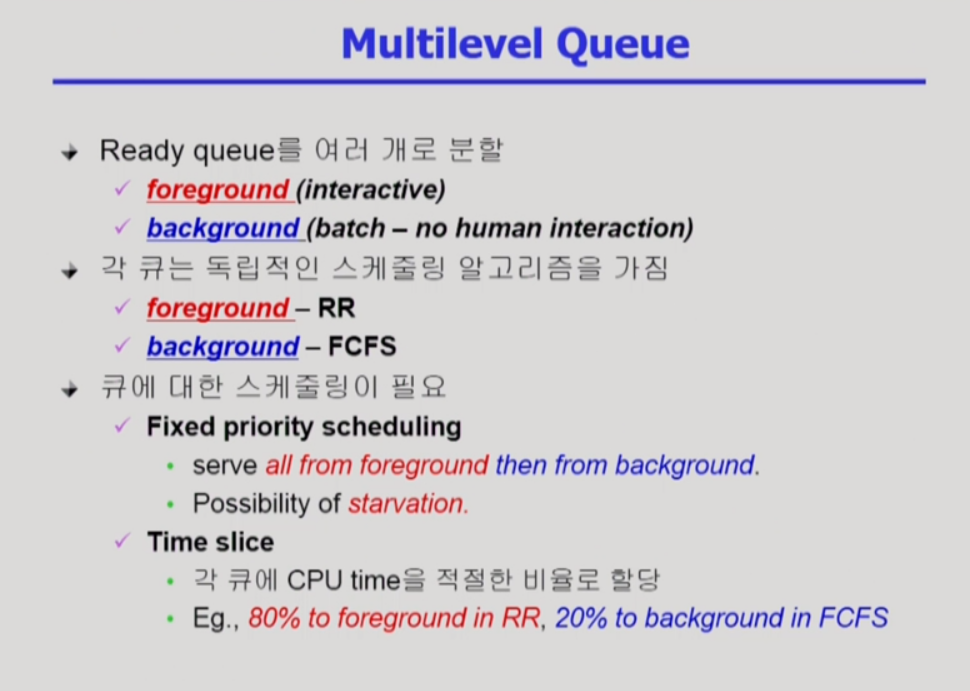 Multilevel Queue
Ready queue를 여러 개로 분할
foreground (interactive)
background (batch – no human interaction)
각 큐는 독립적인 스케줄링 알고리즘을 가짐
foreground – RR
background – FCFS
큐에 대한 스케줄링이 필요
Fixed priority scheduling
serve all from foreground then from background.
Possibility of starvation.
Time slice
각 큐에 CPU time을 적절한 비율로 할당
Eg., 80% to foreground in RR, 20% to background in FCFS